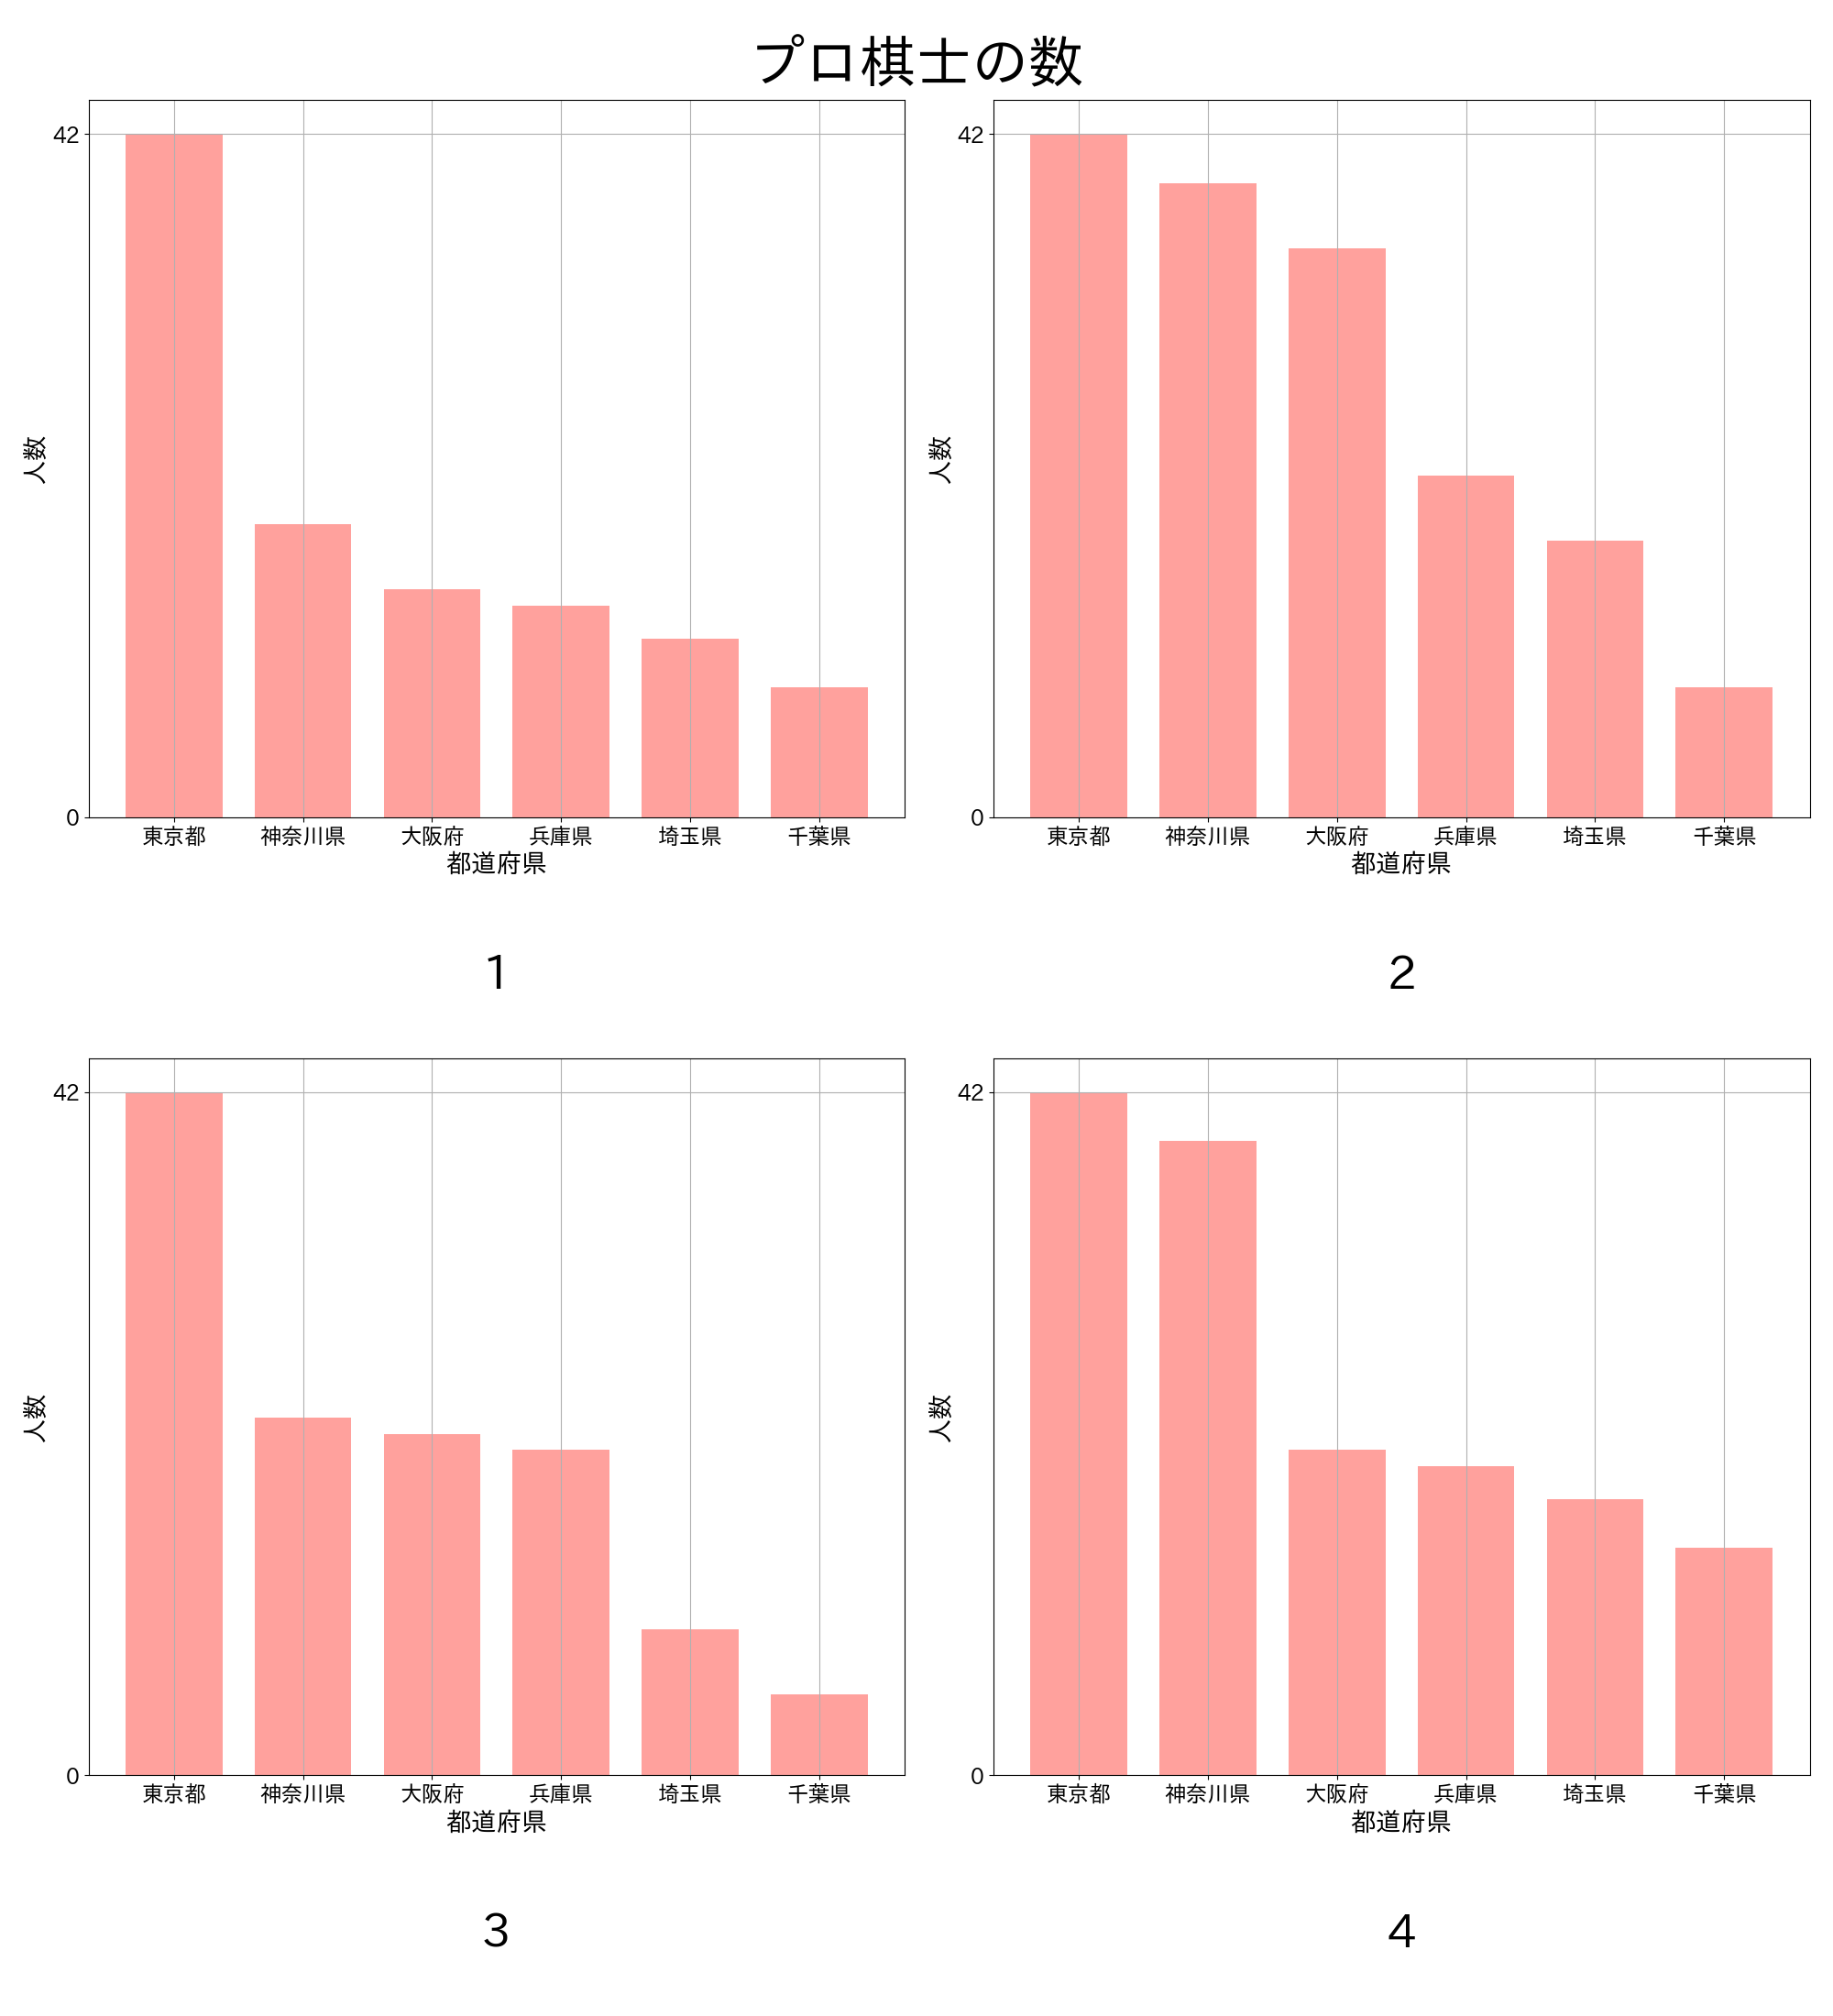 プロ棋士の数
42
人数
0
東京都 神奈川県 大阪府 兵庫県 埼玉県 千葉県
都道府県
1
42
人数
0
東京都 神奈川県 大阪府 兵庫県 埼玉県 千葉県
都道府県
2
42
人数
0
東京都 神奈川県 大阪府 兵庫県 埼玉県 千葉県
都道府県
3
42
人数
0
東京都 神奈川県 大阪府 兵庫県 埼玉県 千葉県
都道府県
4